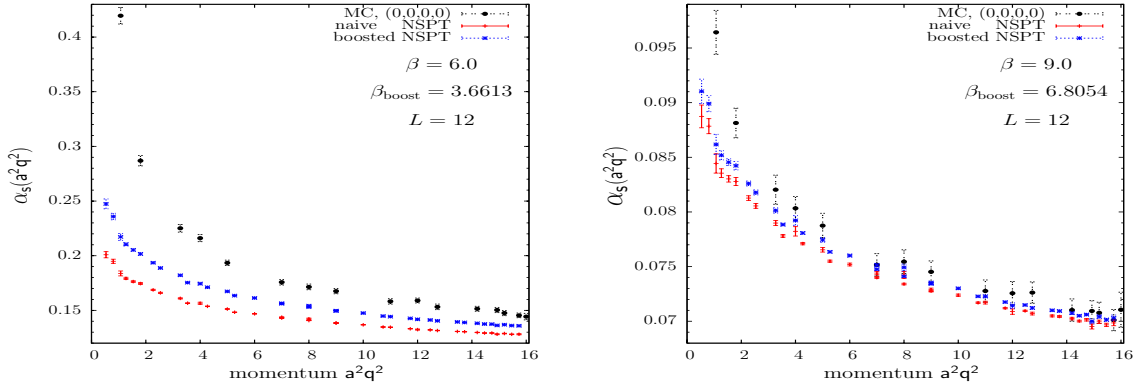 MC, (0,0,0,0)
naive NSPT
boosted NSPT
β = 6.0
β_boost = 3.6613
L = 12
0.4
0.35
0.3
0.25
0.2
0.15
α_s(a²q²)
0 2 4 6 8 10 12 14 16
momentum a²q²
MC, (0,0,0,0)
naive NSPT
boosted NSPT
β = 9.0
β_boost = 6.8054
L = 12
0.095
0.09
0.085
0.08
0.075
0.07
α_s(a²q²)
0 2 4 6 8 10 12 14 16
momentum a²q²